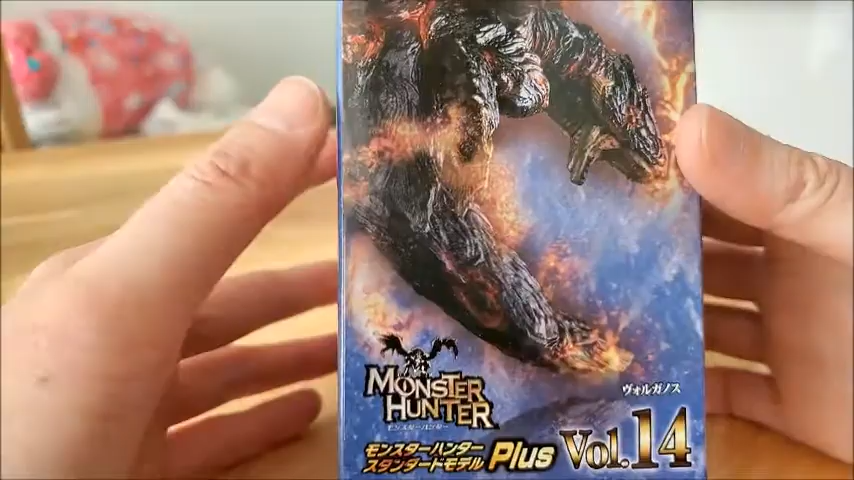 MONSTER
HUNTER
モンスターハンター
ヴォルガノス
モンスターハンター
スタンダードモデル Plus Vol.14